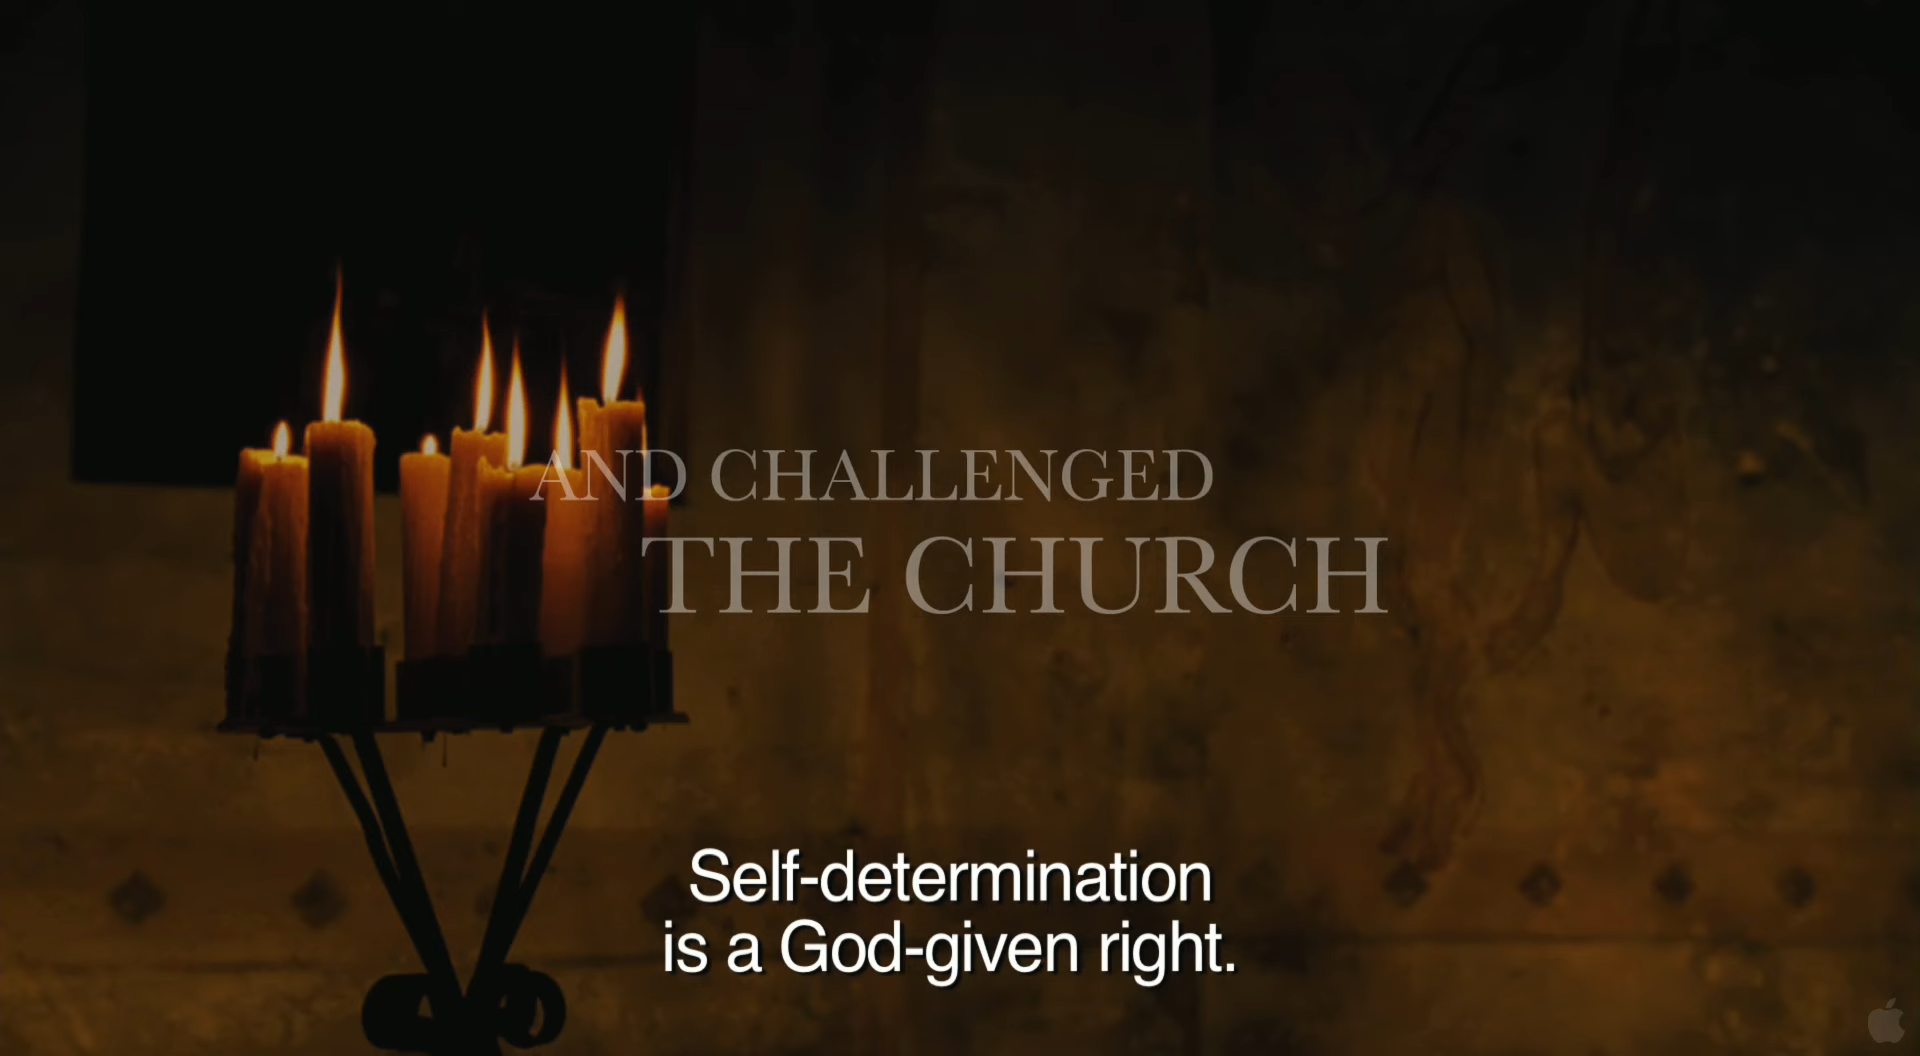 AND CHALLENGED
THE CHURCH
Self-determination
is a God-given right.